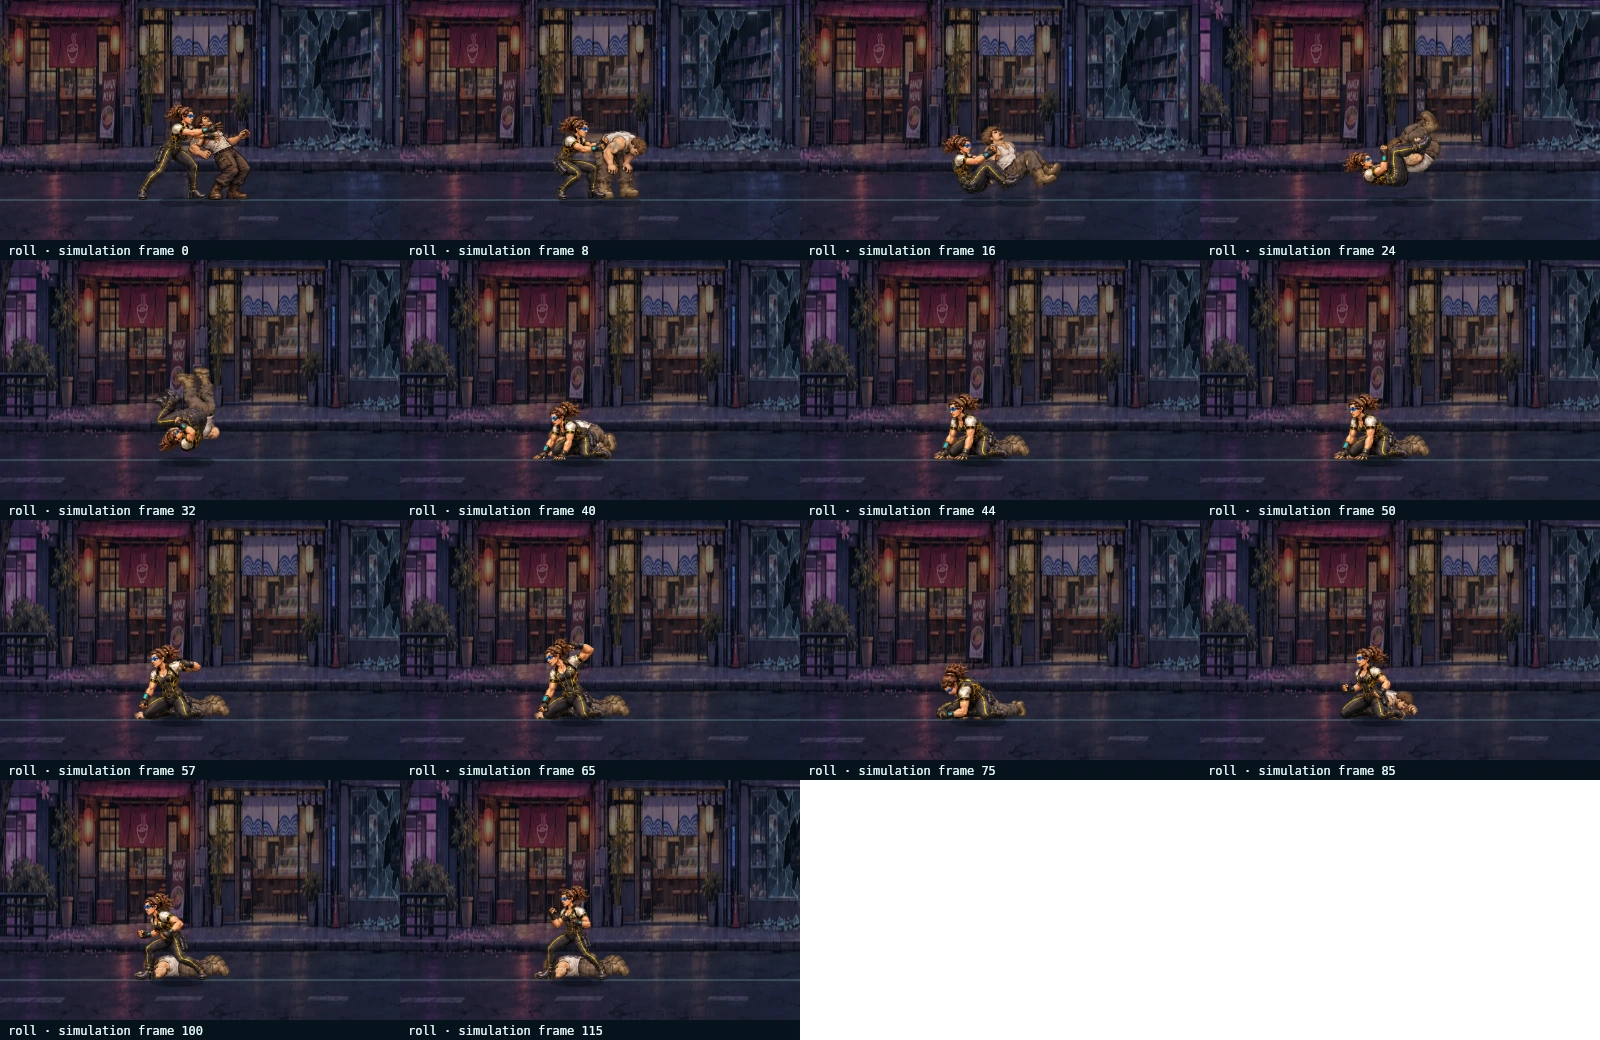 roll · simulation frame 0
roll · simulation frame 8
roll · simulation frame 16
roll · simulation frame 24
roll · simulation frame 32
roll · simulation frame 40
roll · simulation frame 44
roll · simulation frame 50
roll · simulation frame 57
roll · simulation frame 65
roll · simulation frame 75
roll · simulation frame 85
roll · simulation frame 100
roll · simulation frame 115